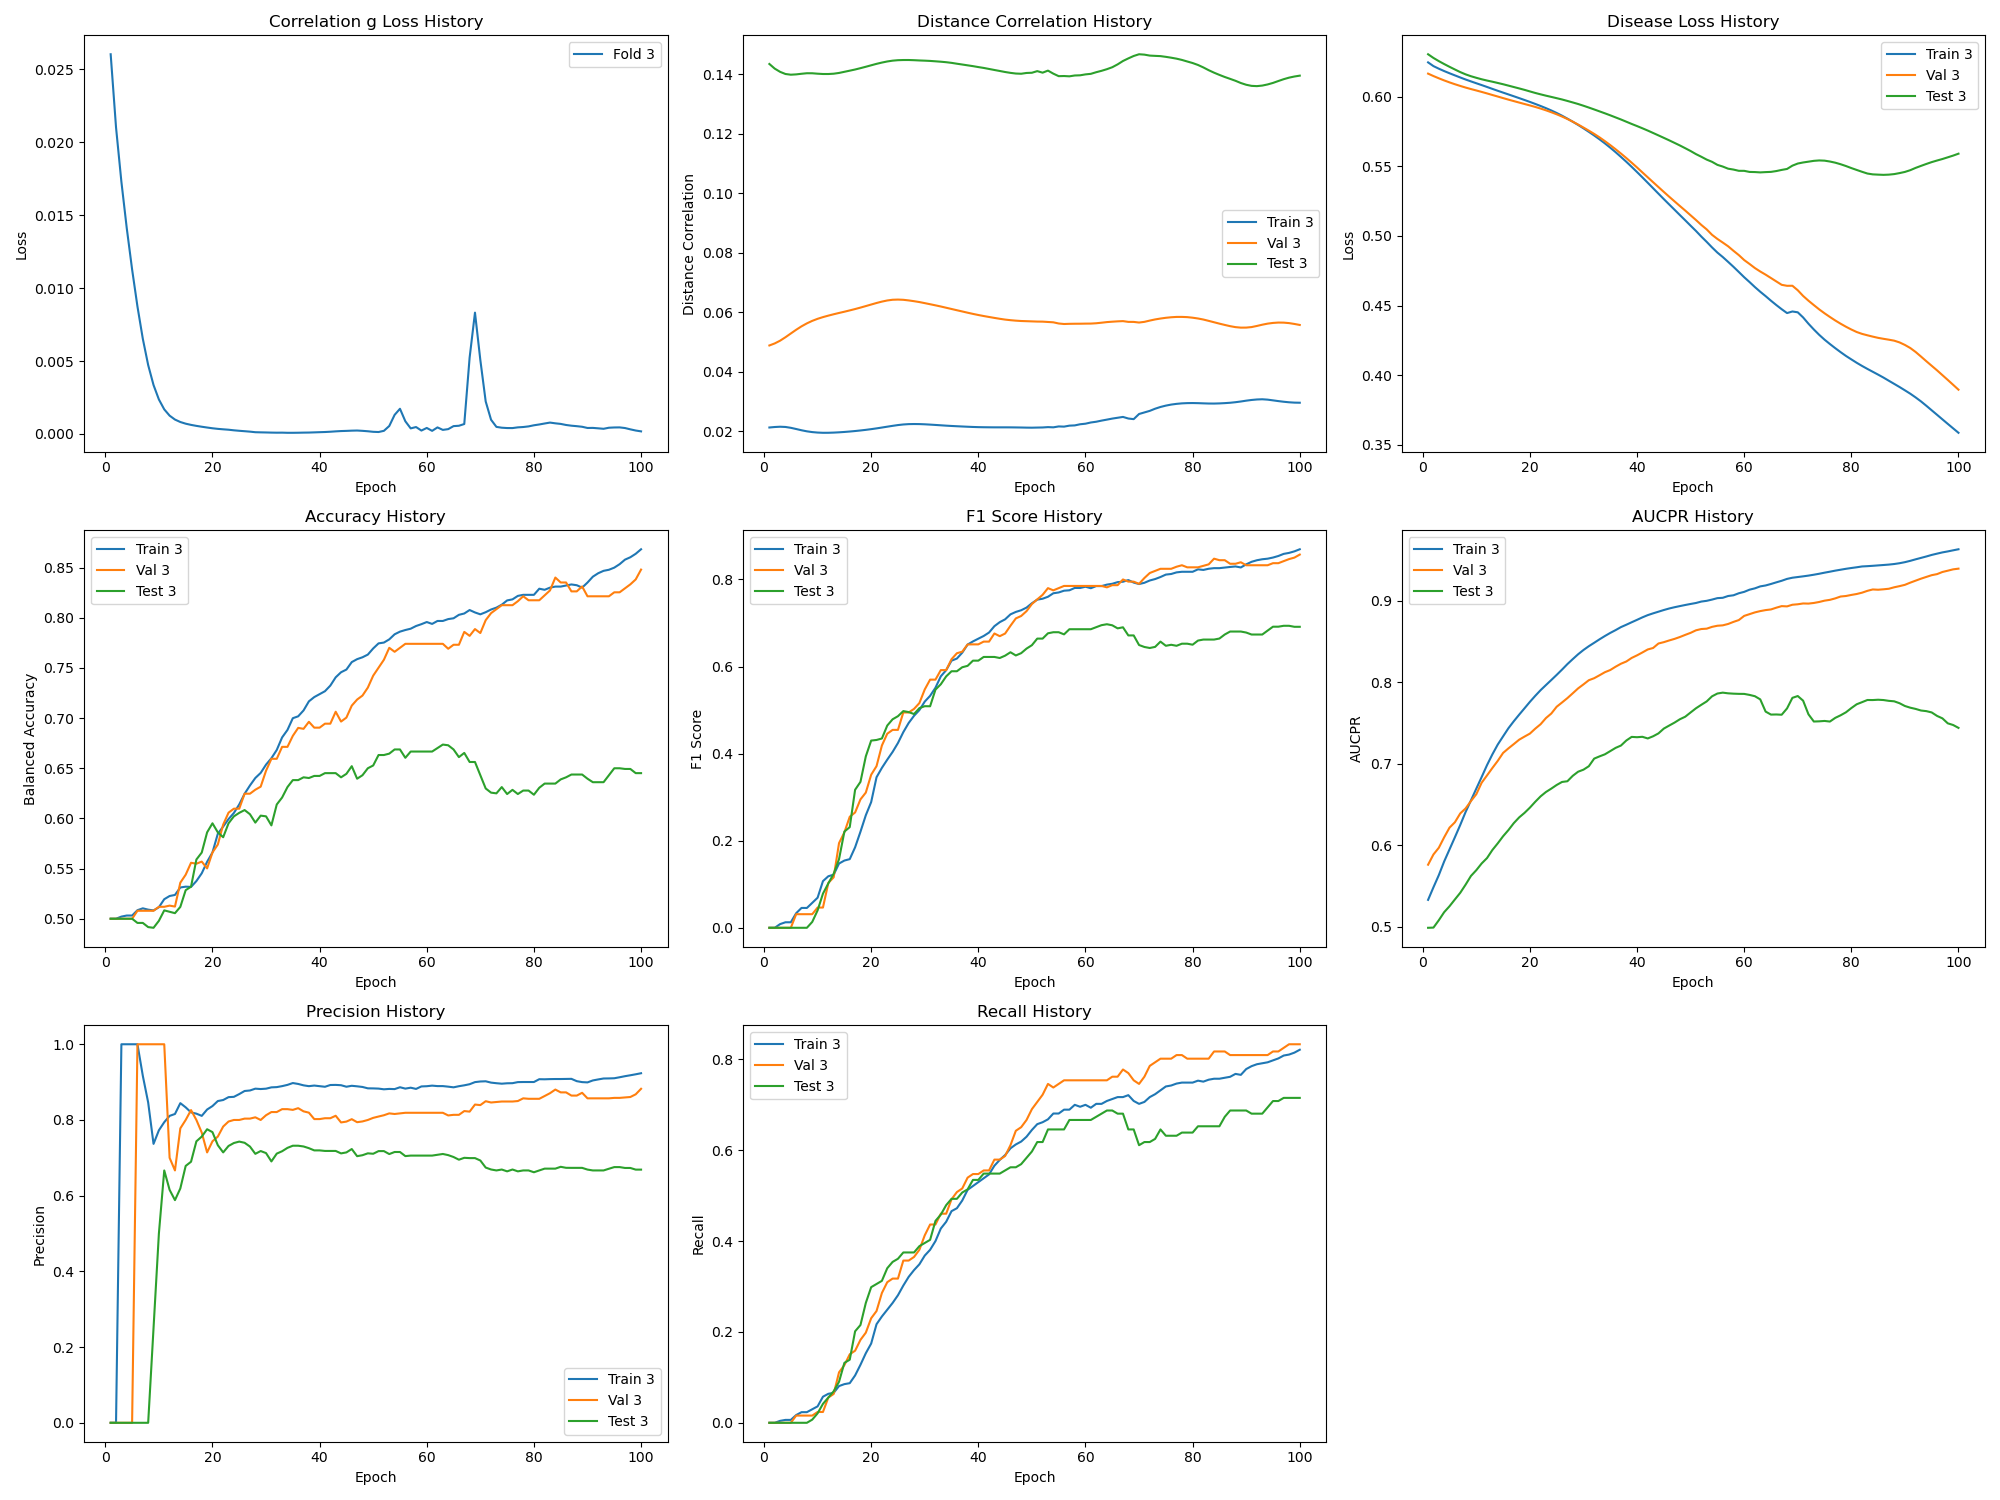 Correlation g Loss History
Loss
0.025
0.020
0.015
0.010
0.005
0.000
Fold 3
0 20 40 60 80 100
Epoch
Distance Correlation History
Distance Correlation
0.14
0.12
0.10
0.08
0.06
0.04
0.02
Train 3
Val 3
Test 3
0 20 40 60 80 100
Epoch
Disease Loss History
Loss
0.60
0.55
0.50
0.45
0.40
0.35
Train 3
Val 3
Test 3
0 20 40 60 80 100
Epoch
Accuracy History
Balanced Accuracy
0.85
0.80
0.75
0.70
0.65
0.60
0.55
0.50
Train 3
Val 3
Test 3
0 20 40 60 80 100
Epoch
F1 Score History
F1 Score
0.8
0.6
0.4
0.2
0.0
Train 3
Val 3
Test 3
0 20 40 60 80 100
Epoch
AUCPR History
AUCPR
0.9
0.8
0.7
0.6
0.5
Train 3
Val 3
Test 3
0 20 40 60 80 100
Epoch
Precision History
Precision
1.0
0.8
0.6
0.4
0.2
0.0
Train 3
Val 3
Test 3
0 20 40 60 80 100
Epoch
Recall History
Recall
0.8
0.6
0.4
0.2
0.0
Train 3
Val 3
Test 3
0 20 40 60 80 100
Epoch